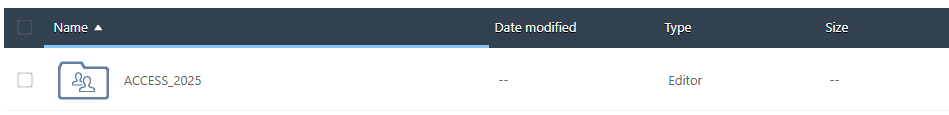 Name Date modified Type Size
ACCESS_2025 -- Editor --